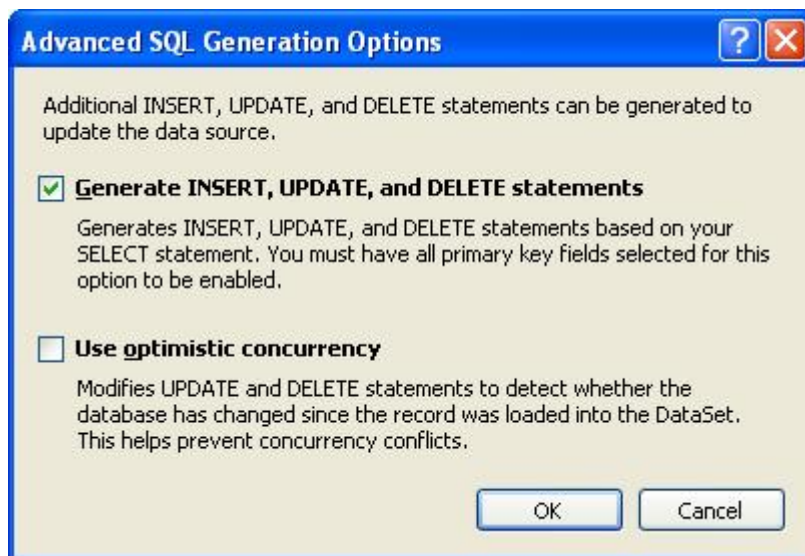 Advanced SQL Generation Options
Additional INSERT, UPDATE, and DELETE statements can be generated to
update the data source.
Generate INSERT, UPDATE, and DELETE statements
Generates INSERT, UPDATE, and DELETE statements based on your
SELECT statement. You must have all primary key fields selected for this
option to be enabled.
Use optimistic concurrency
Modifies UPDATE and DELETE statements to detect whether the
database has changed since the record was loaded into the DataSet.
This helps prevent concurrency conflicts.
OK Cancel